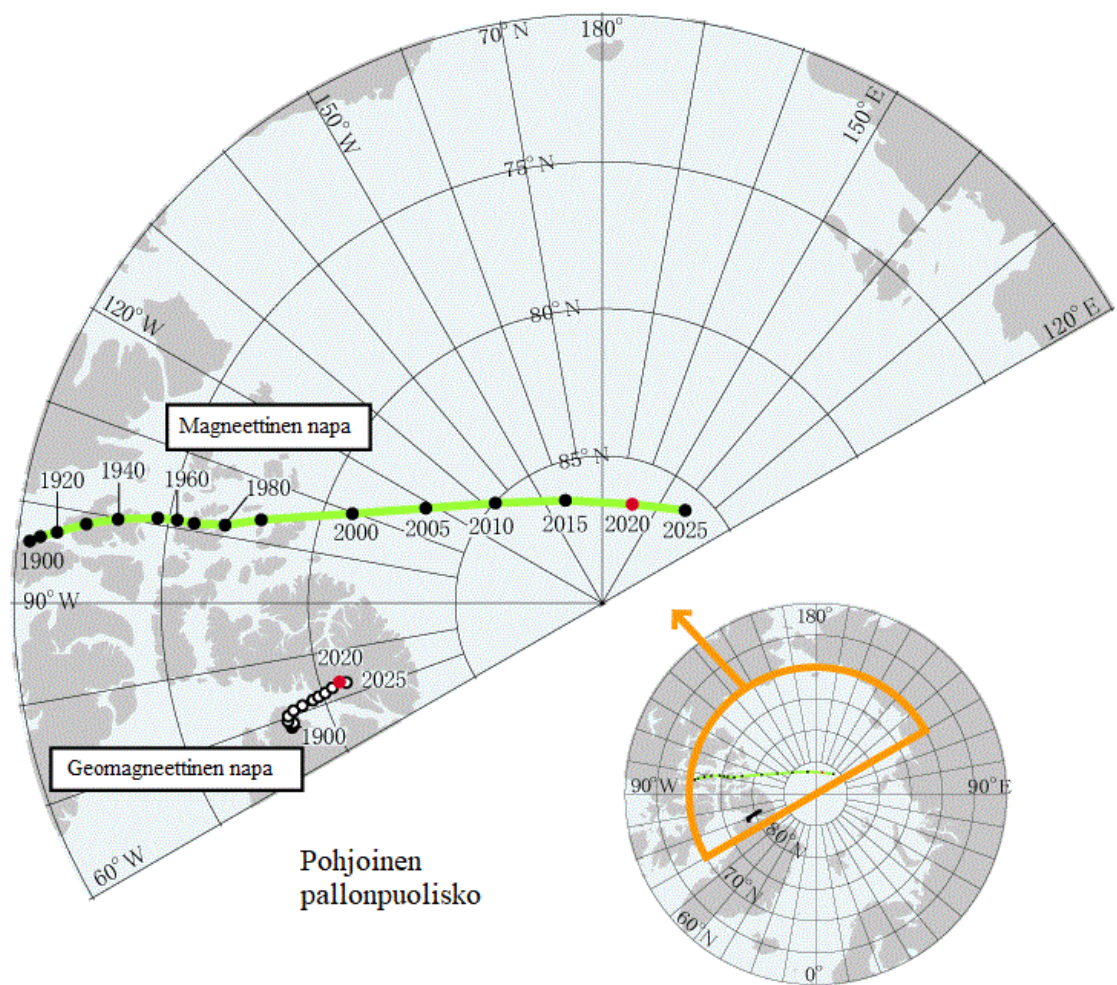 70°N
180°
150°W
150°E
75°N
120°W
80°N
120°E
Magneettinen napa
85°N
1920
1940
1960
1980
1900
2000
2005
2010
2015
2020
2025
90°W
2020
2025
1900
Geomagneettinen napa
60°W
Pohjoinen
pallonpuolisko
180°
90°W
90°E
80°N
70°N
60°N
0°